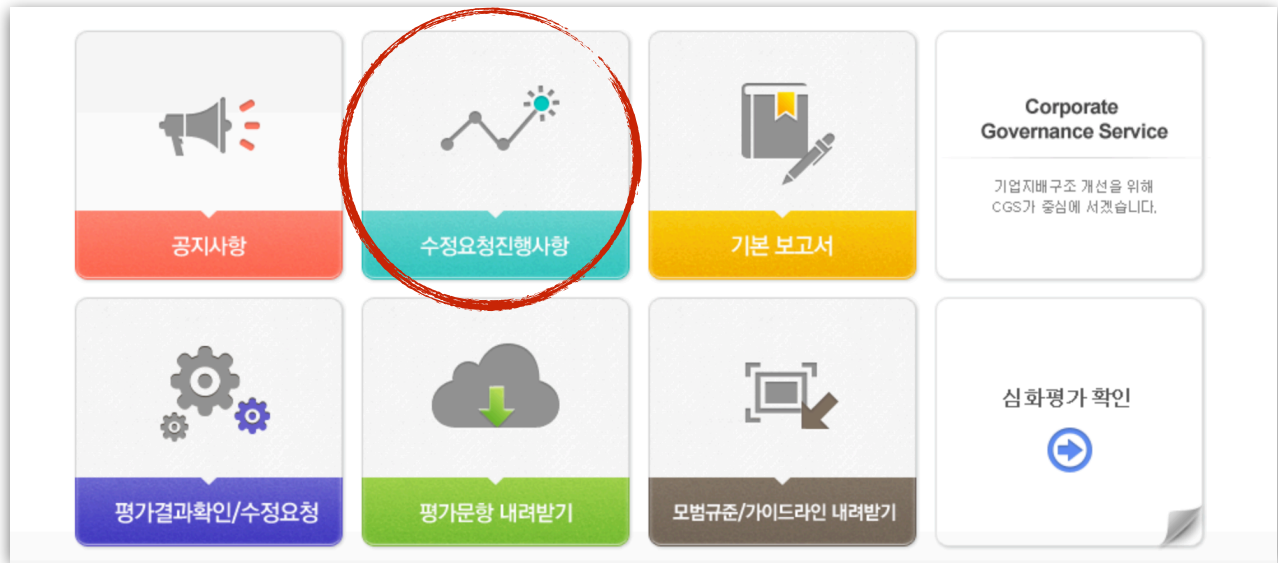 공지사항
수정요청진행사항
기본 보고서
Corporate
Governance Service
기업지배구조 개선을 위해
CGS가 중심에 서겠습니다.
평가결과확인/수정요청
평가문항 내려받기
모범규준/가이드라인 내려받기
심화평가 확인